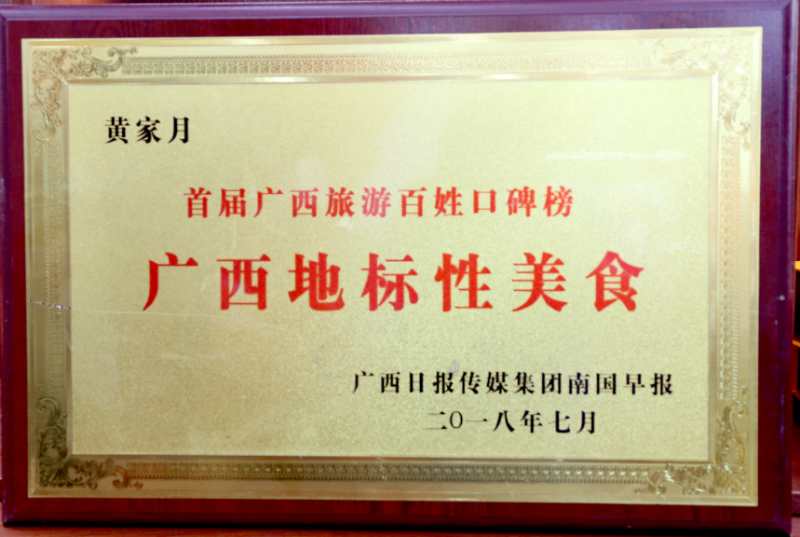 黄家月
首届广西旅游百姓口碑榜
广西地标性美食
广西日报传媒集团南国早报
二〇一八年七月